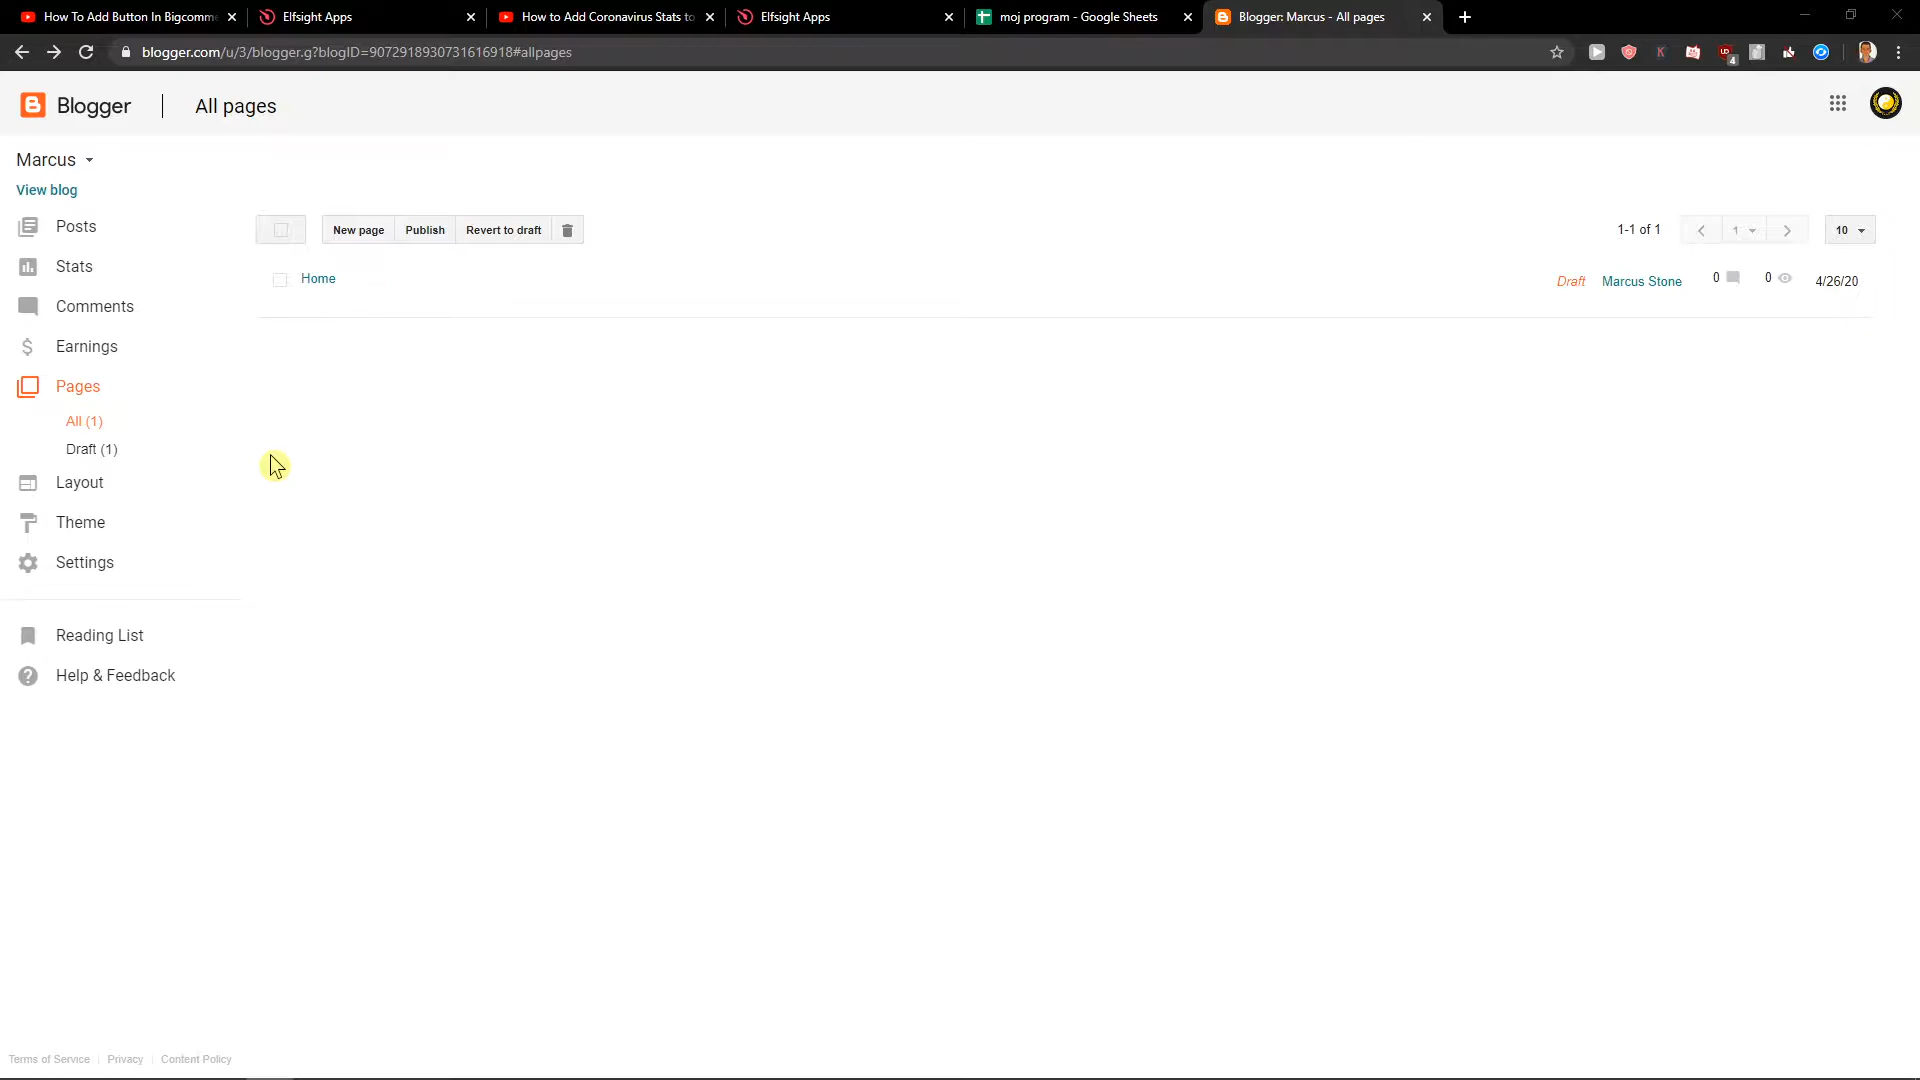 How To Add Button In Bigcomme
Elfsight Apps
How to Add Coronavirus Stats to
Elfsight Apps
moj program - Google Sheets
Blogger: Marcus - All pages
blogger.com/u/3/blogger.g?blogID=9072918930731616918#allpages
4
Blogger
All pages
Marcus
View blog
Posts
Stats
Comments
Earnings
Pages
All (1)
Draft (1)
Layout
Theme
Settings
Reading List
Help & Feedback
New page
Publish
Revert to draft
1-1 of 1
1
10
Home
Draft
Marcus Stone
0
0
4/26/20
Terms of Service
Privacy
Content Policy